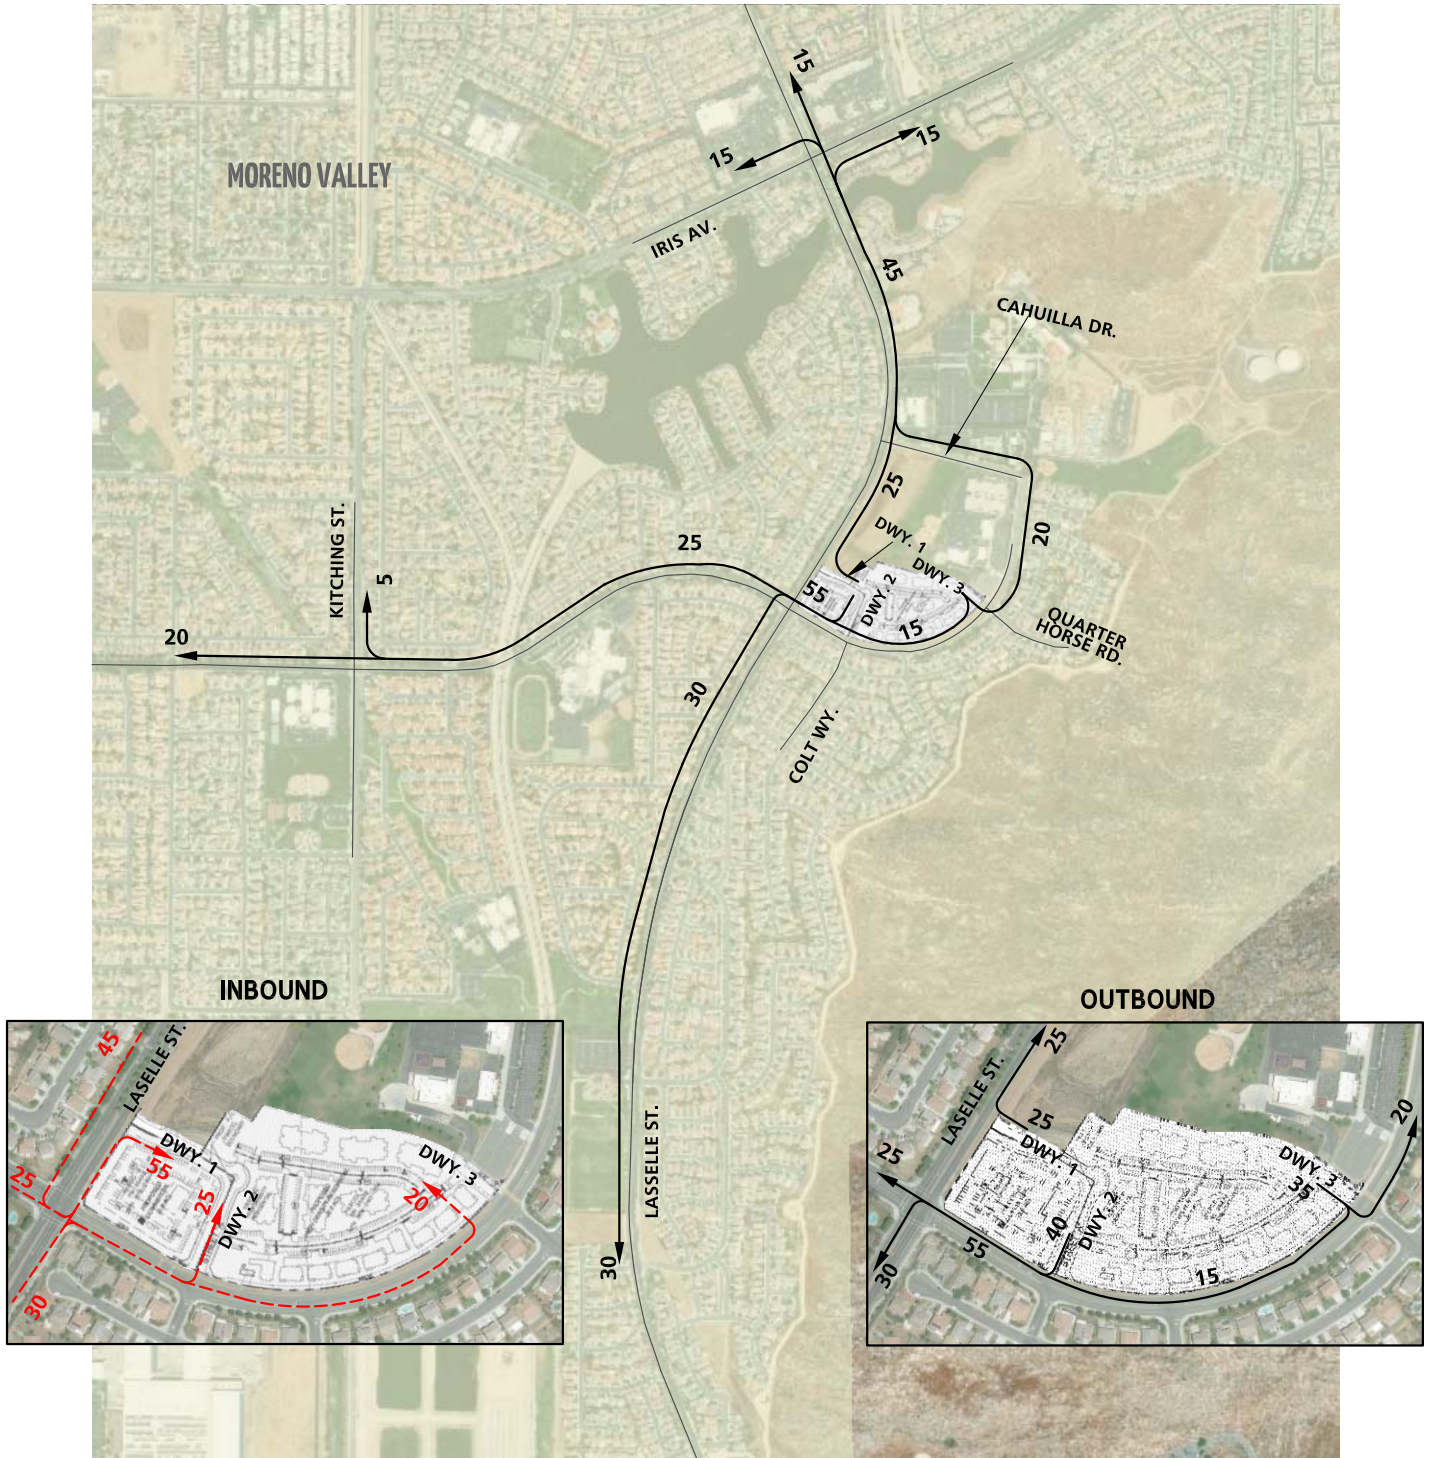 15
15
15
MORENO VALLEY
IRIS AV.
45
CAHUILLA DR.
25
DWY. 1
20
KITCHING ST.
25
5
DWY. 3
55
DWY. 2
15
QUARTER
HORSE RD.
20
30
COLT WY.
INBOUND
OUTBOUND
45
LASELLE ST.
DWY. 1
55
DWY. 3
25
25
20
DWY. 2
30
LASSELLE ST.
30
25
LASELLE ST.
25
20
25
DWY. 1
DWY. 3
35
40
DWY. 2
55
15
30